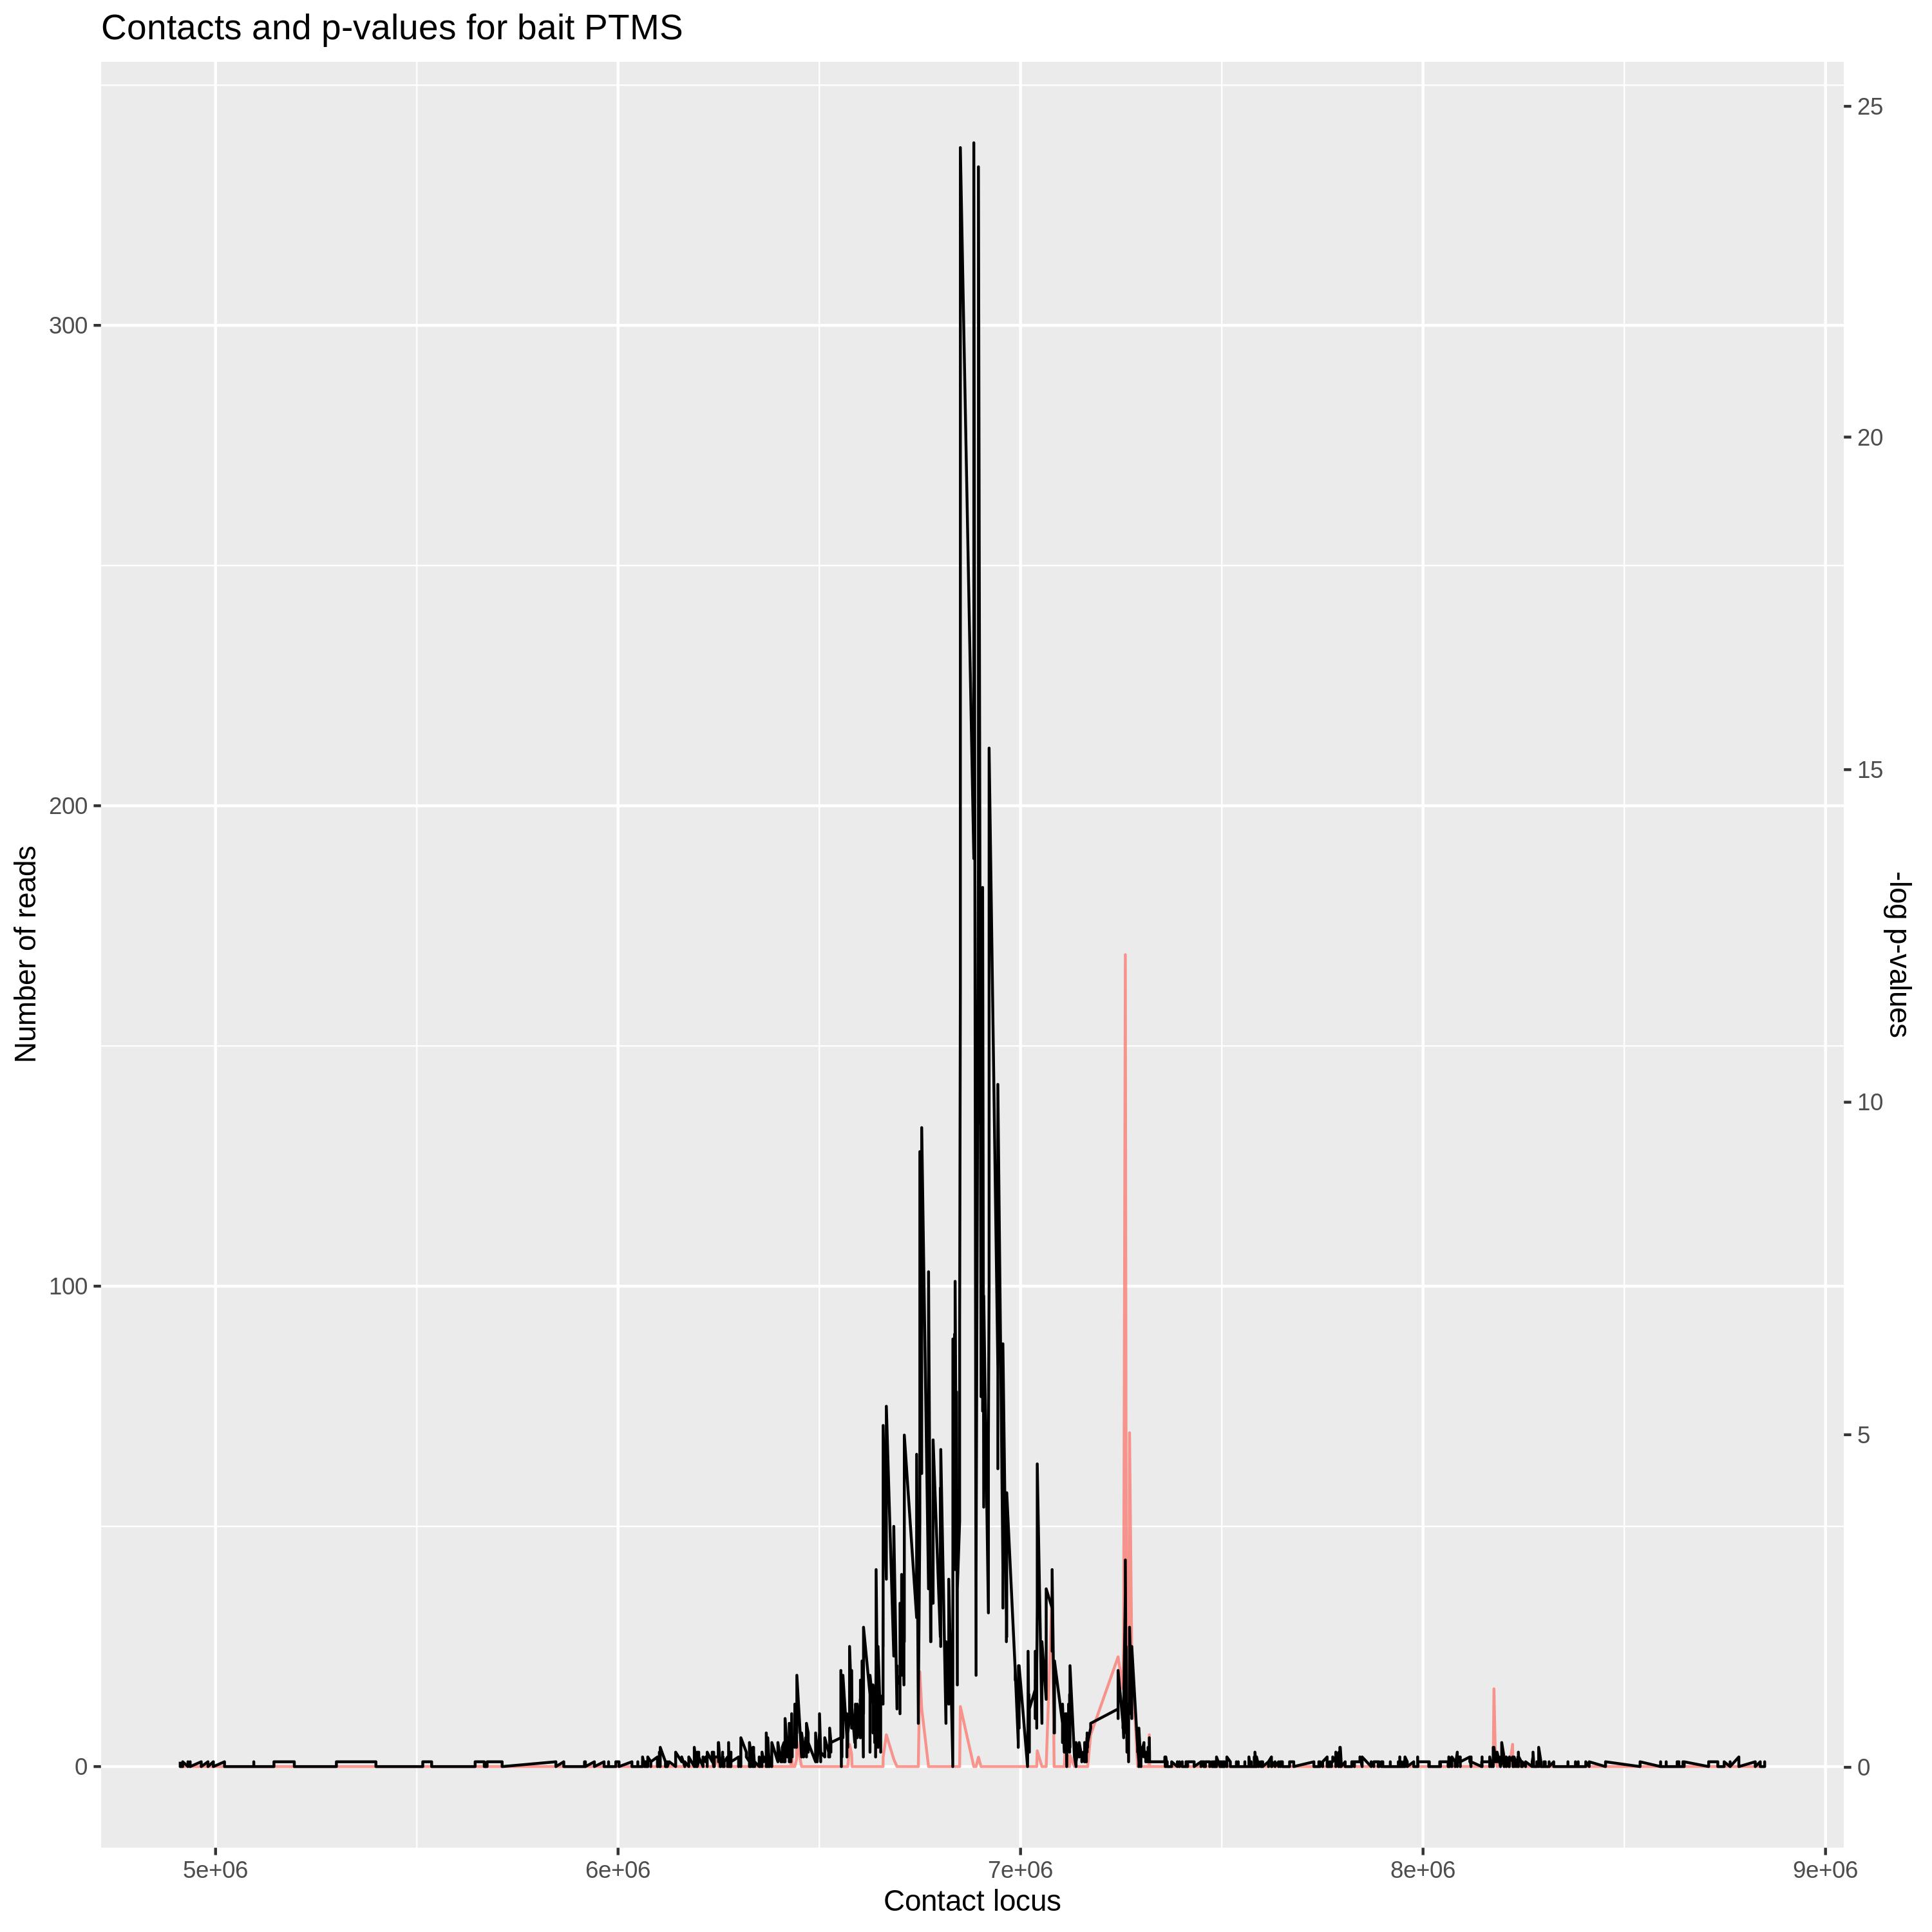 Contacts and p-values for bait PTMS
25
20
15
10
5
0
300
200
100
0
Number of reads
-log p-values
5e+06
6e+06
7e+06
8e+06
9e+06
Contact locus